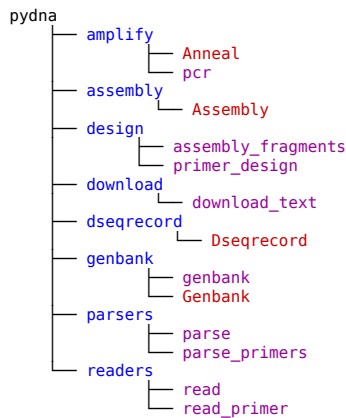 pydna
amplify
Anneal
pcr
assembly
Assembly
design
assembly_fragments
primer_design
download
download_text
dseqrecord
Dseqrecord
genbank
genbank
Genbank
parsers
parse
parse_primers
readers
read
read_primer